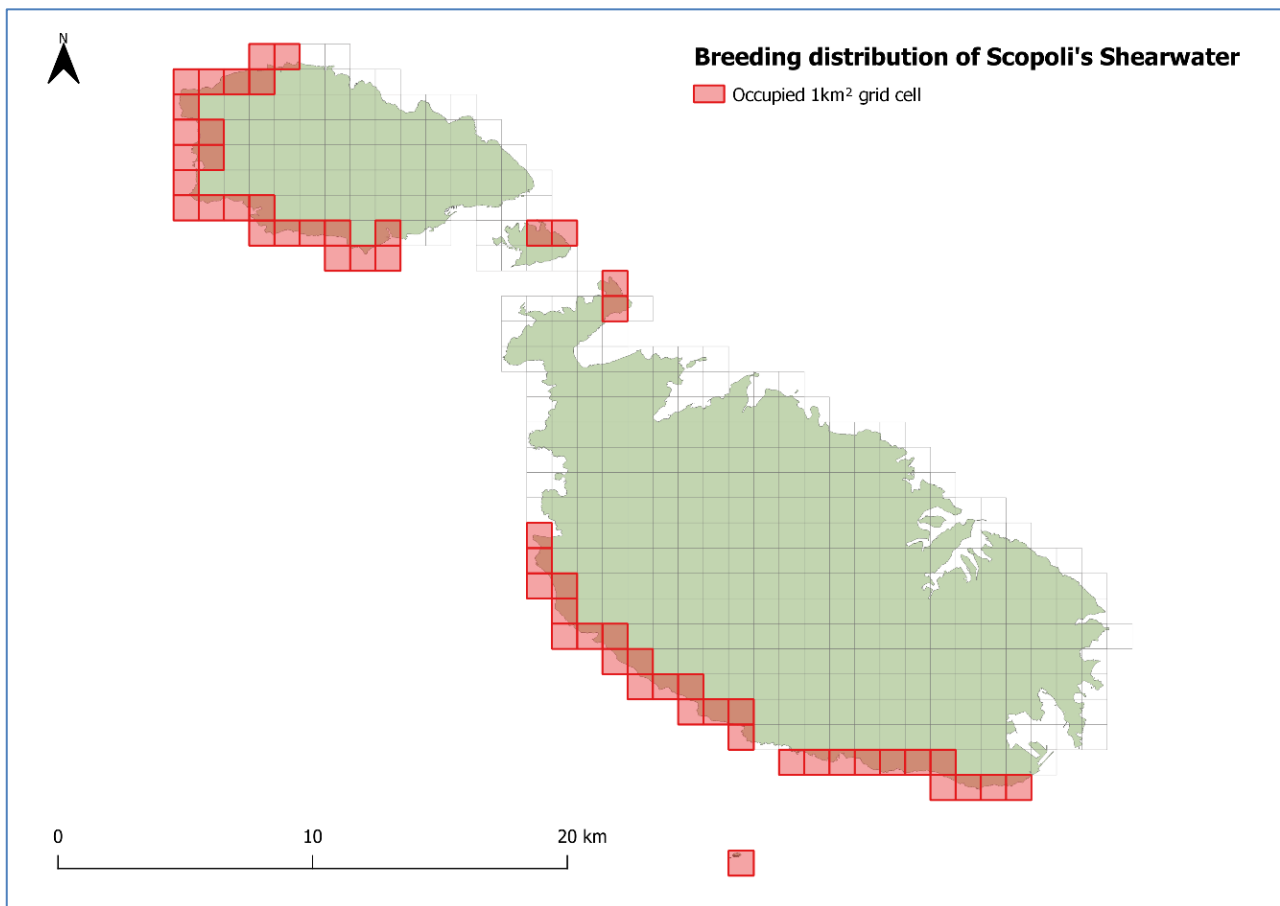 N
Breeding distribution of Scopoli's Shearwater
Occupied 1km² grid cell
0 10 20 km